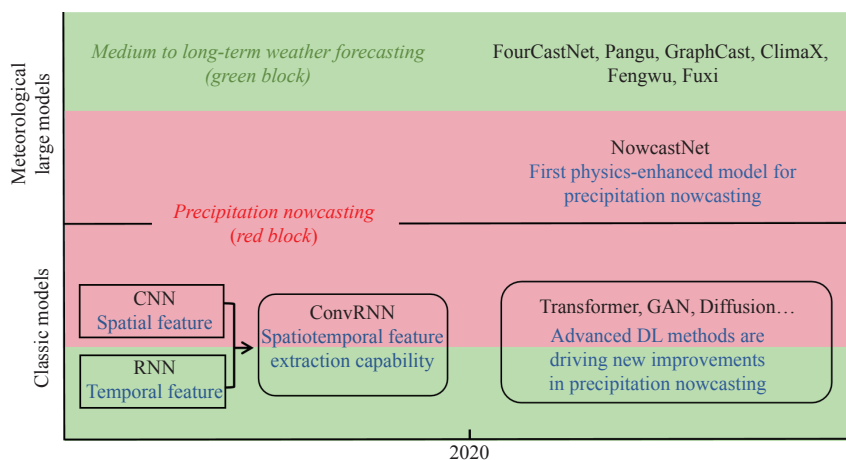 Meteorological
large models
Medium to long-term weather forecasting
(green block)
FourCastNet, Pangu, GraphCast, ClimaX,
Fengwu, Fuxi
NowcastNet
First physics-enhanced model for
precipitation nowcasting
Precipitation nowcasting
(red block)
Classic models
CNN
Spatial feature
RNN
Temporal feature
ConvRNN
Spatiotemporal feature
extraction capability
Transformer, GAN, Diffusion…
Advanced DL methods are
driving new improvements
in precipitation nowcasting
2020